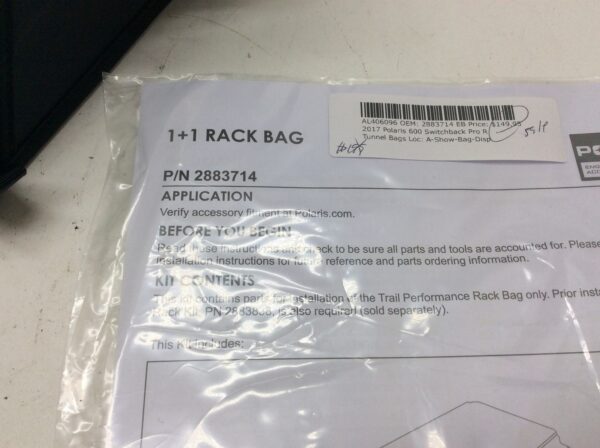 AL406096 OEM: 2883714 EB Price: $149.95
2017 Polaris 600 Switchback Pro R
Tunnel Bags Loc: A-Show-Bag-Disp
1+1 RACK BAG
P/N 2883714
APPLICATION
Verify accessory fitment at Polaris.com.
BEFORE YOU BEGIN
Read these instructions and check to be sure all parts and tools are accounted for. Please
installation instructions for future reference and parts ordering information.
KIT CONTENTS
This kit contains parts for installation of the Trail Performance Rack Bag only. Prior insta
Rack Kit, PN is also required (sold separately).
This Kit Includes: